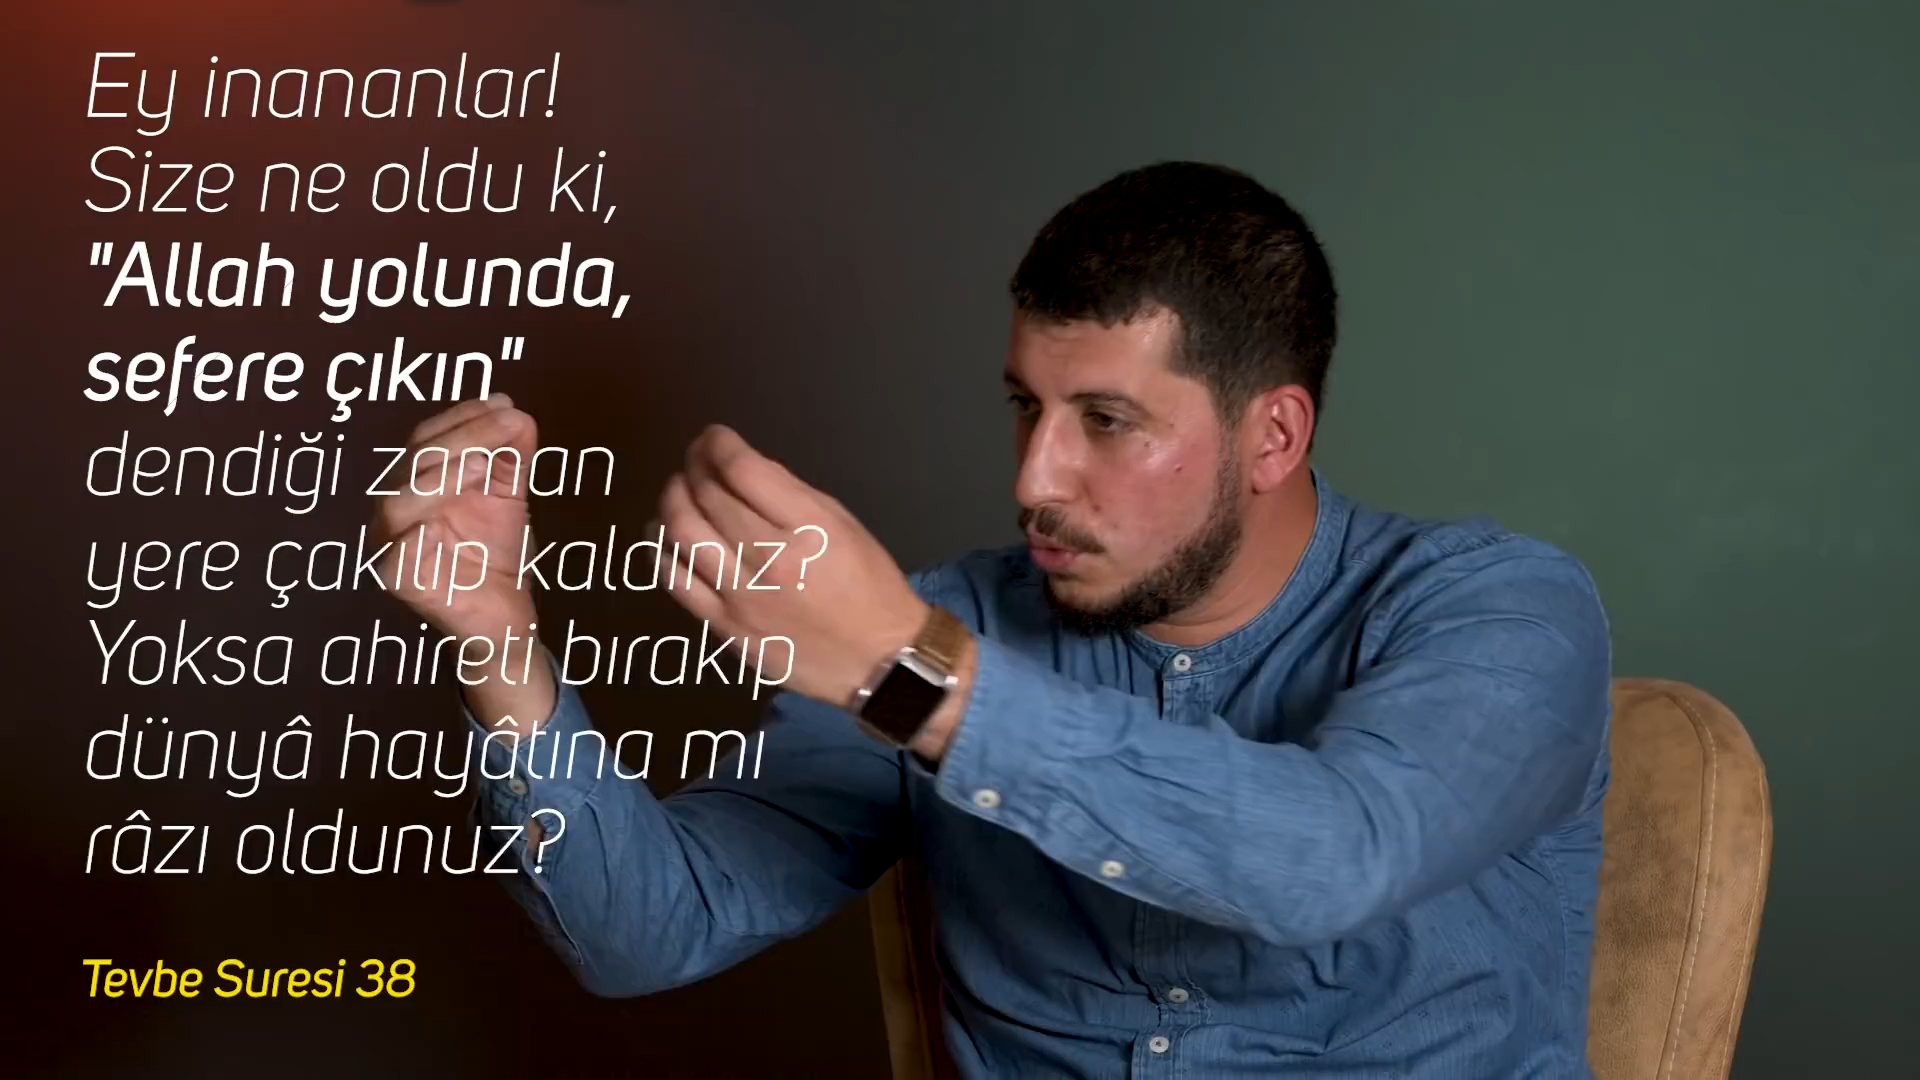 Ey inananlar!
Size ne oldu ki,
"Allah yolunda,
sefere çıkın"
dendiği zaman
yere çakılıp kaldınız?
Yoksa ahireti bırakıp
dünyâ hayâtına mı
râzı oldunuz?
Tevbe Suresi 38